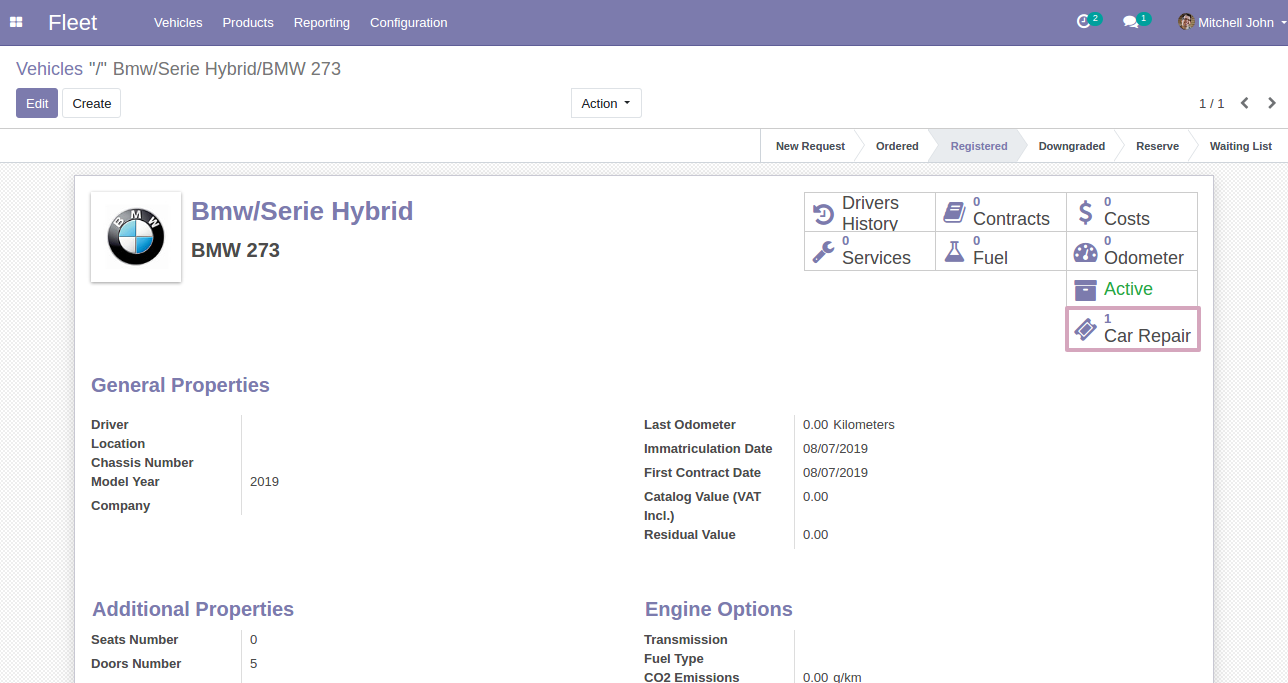 Fleet
Vehicles Products Reporting Configuration
2 1 Mitchell John
Vehicles "/" Bmw/Serie Hybrid/BMW 273
Edit Create Action 1 / 1
New Request Ordered Registered Downgraded Reserve Waiting List
BMW
Bmw/Serie Hybrid
BMW 273
Drivers History
0 Contracts
0 Costs
0 Services
0 Fuel
0 Odometer
Active
1 Car Repair
General Properties
Driver
Location
Chassis Number
Model Year 2019
Company
Last Odometer 0.00 Kilometers
Immatriculation Date 08/07/2019
First Contract Date 08/07/2019
Catalog Value (VAT 0.00
Incl.)
Residual Value 0.00
Additional Properties
Seats Number 0
Doors Number 5
Engine Options
Transmission
Fuel Type
CO2 Emissions 0.00 g/km